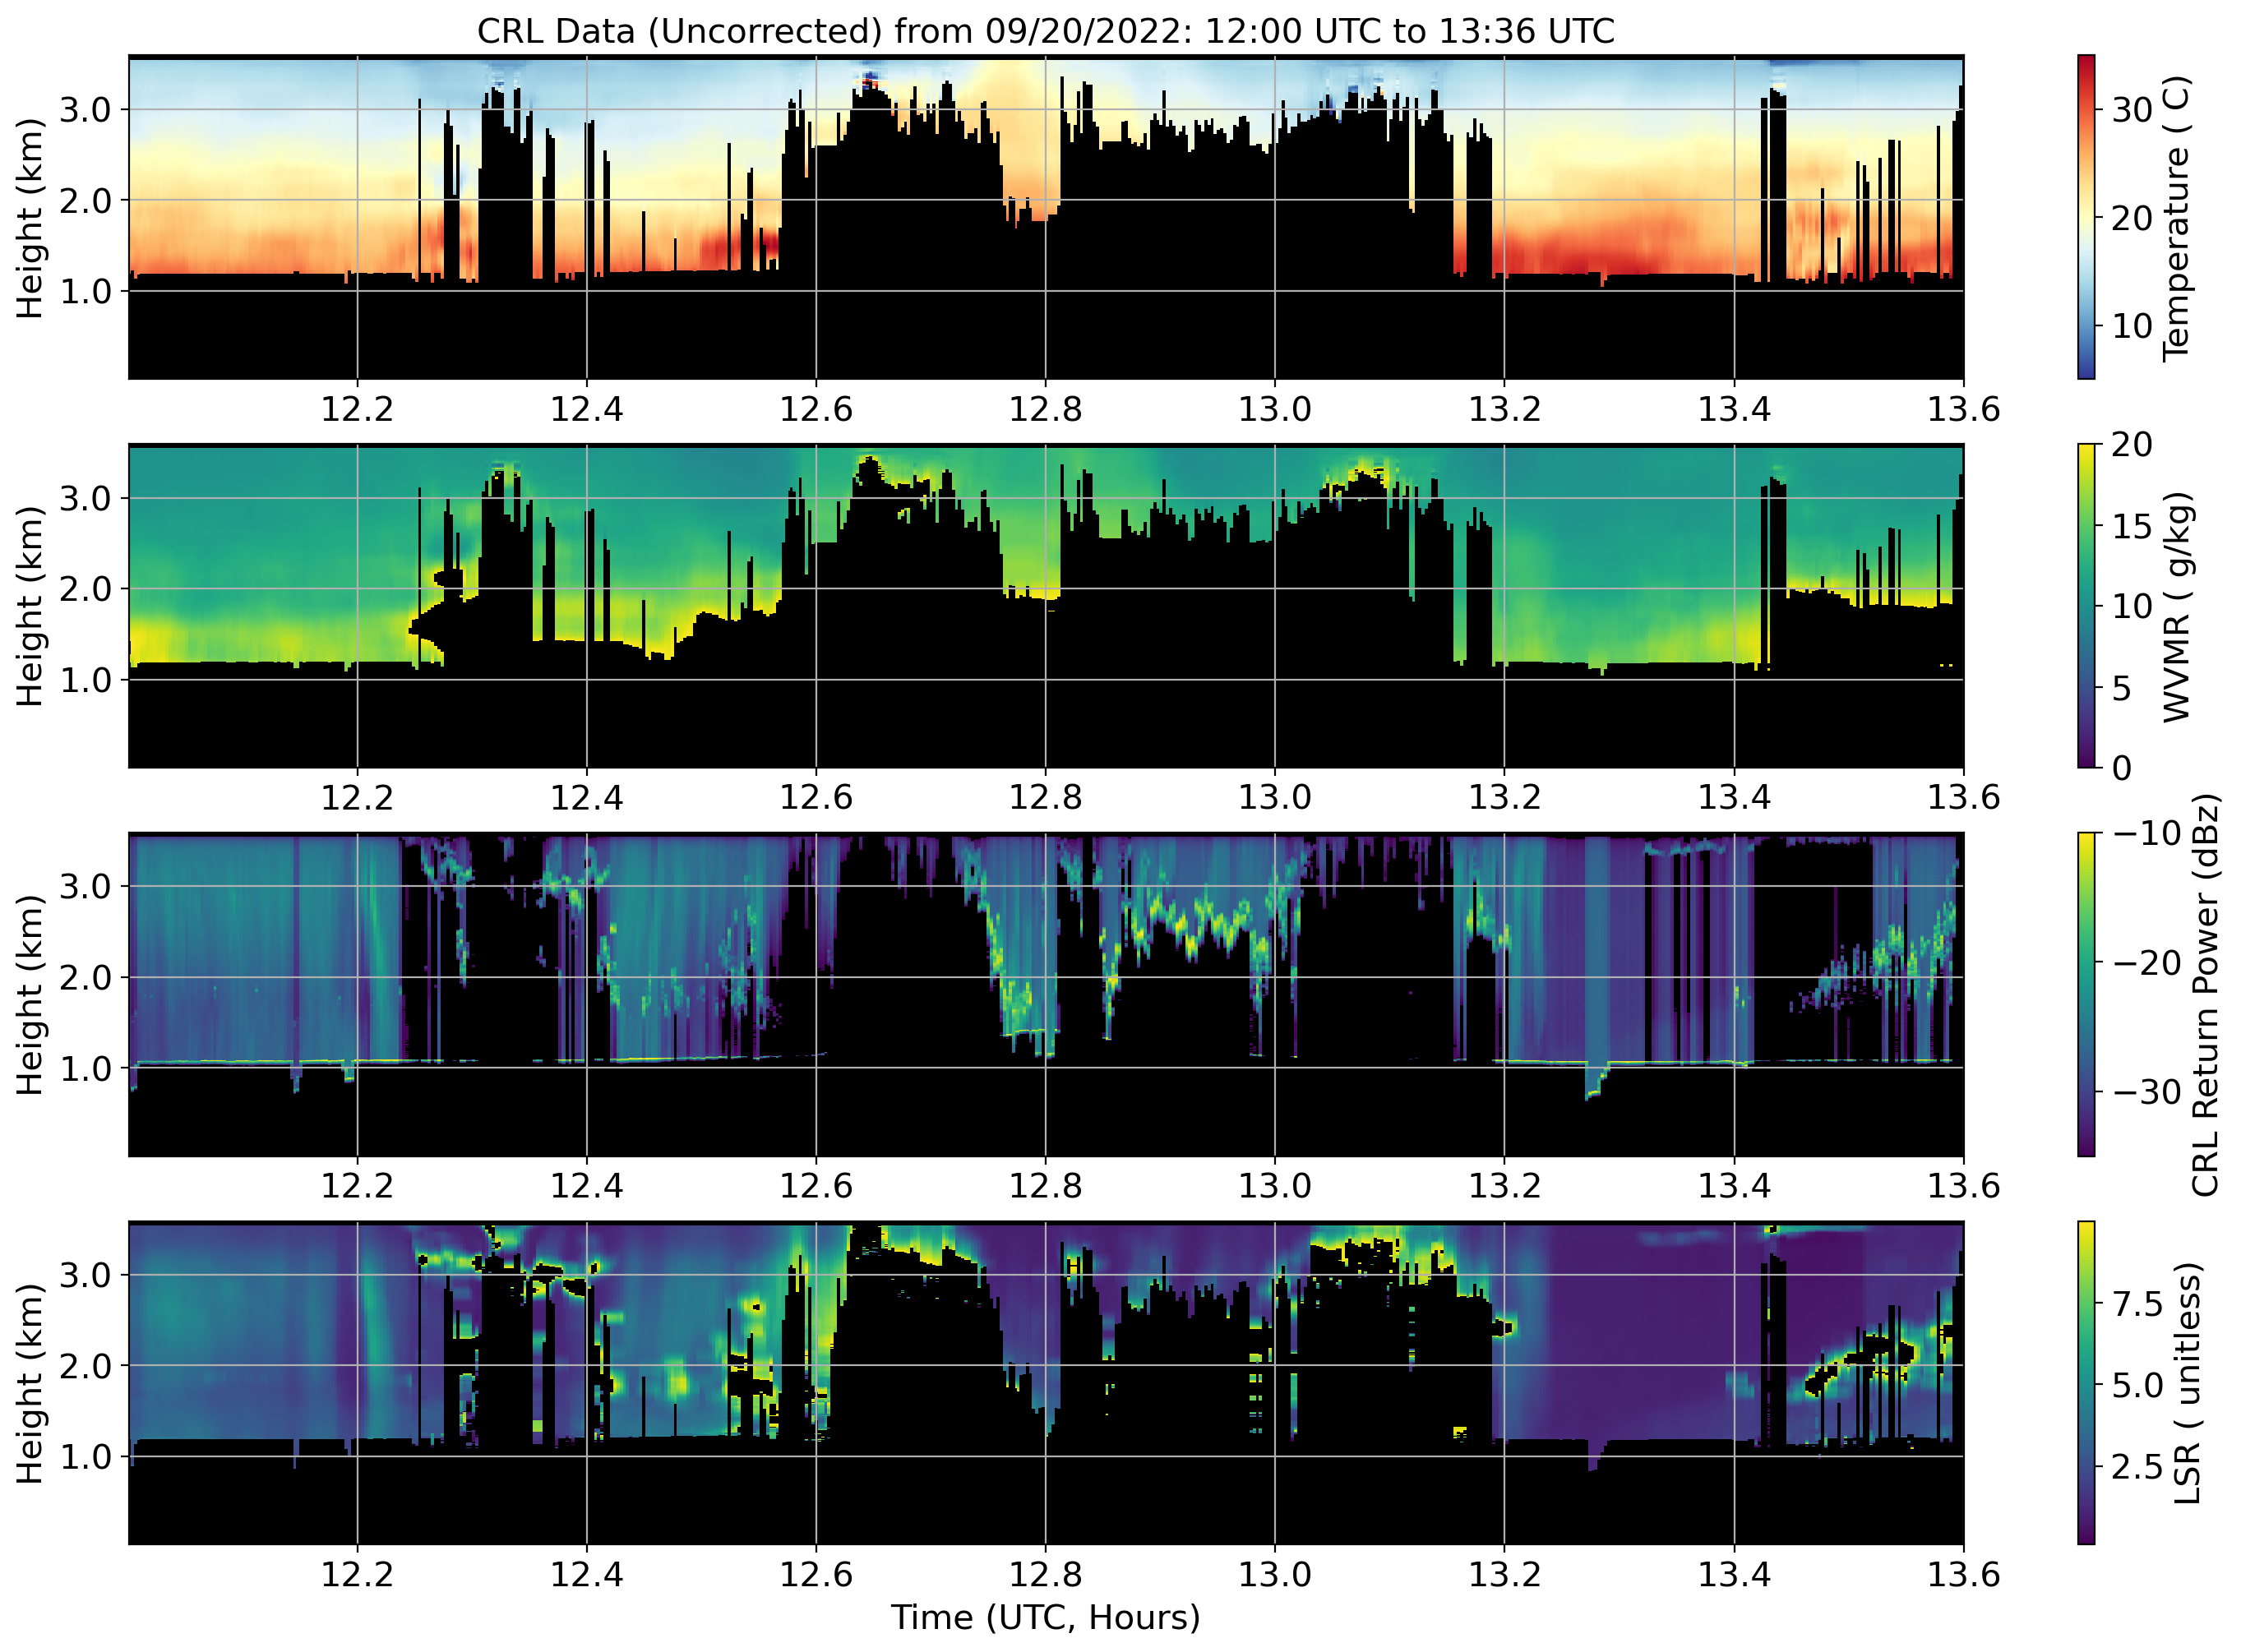 CRL Data (Uncorrected) from 09/20/2022: 12:00 UTC to 13:36 UTC
Height (km)
3.0
2.0
1.0
12.2 12.4 12.6 12.8 13.0 13.2 13.4 13.6
30
20
10
Temperature ( C)
Height (km)
3.0
2.0
1.0
12.2 12.4 12.6 12.8 13.0 13.2 13.4 13.6
20
15
10
5
0
WVMR ( g/kg)
Height (km)
3.0
2.0
1.0
12.2 12.4 12.6 12.8 13.0 13.2 13.4 13.6
−10
−20
−30
CRL Return Power (dBz)
Height (km)
3.0
2.0
1.0
12.2 12.4 12.6 12.8 13.0 13.2 13.4 13.6
7.5
5.0
2.5
LSR ( unitless)
Time (UTC, Hours)